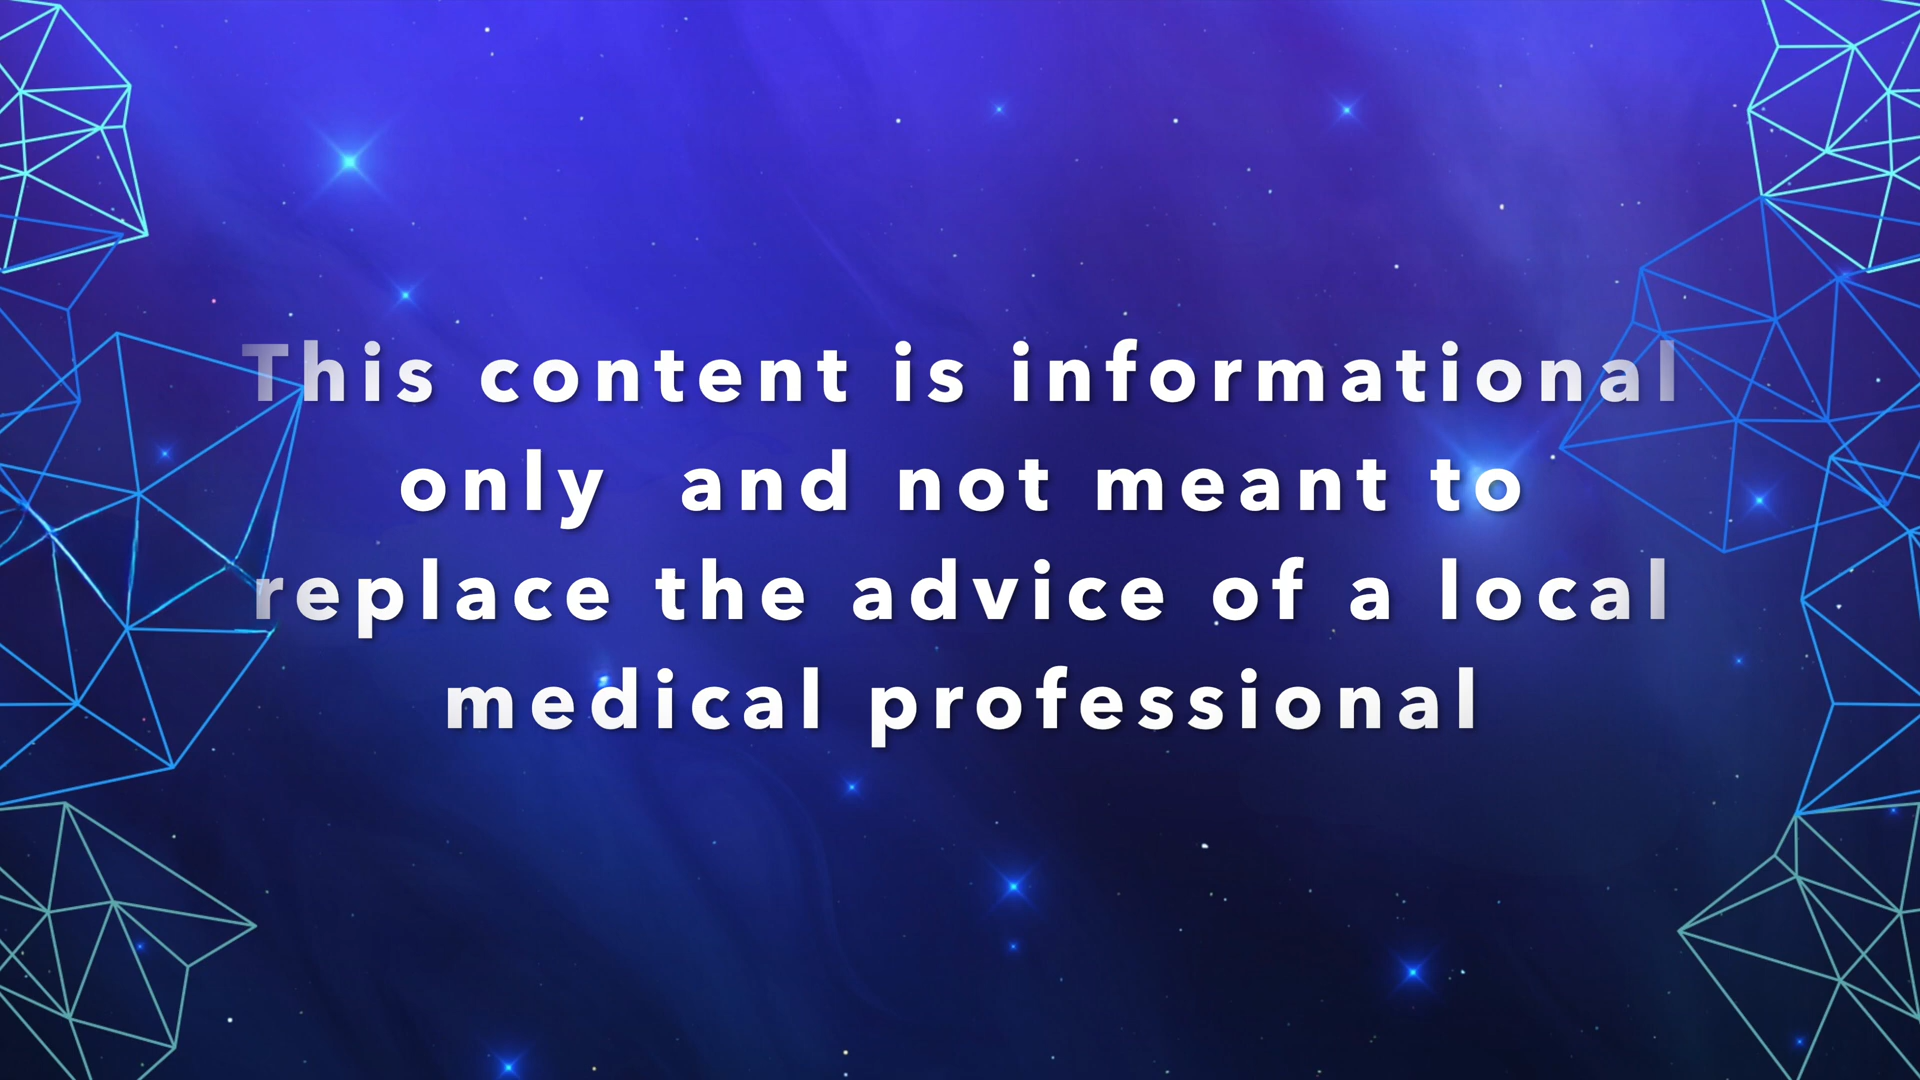 This content is informational
only and not meant to
replace the advice of a local
medical professional